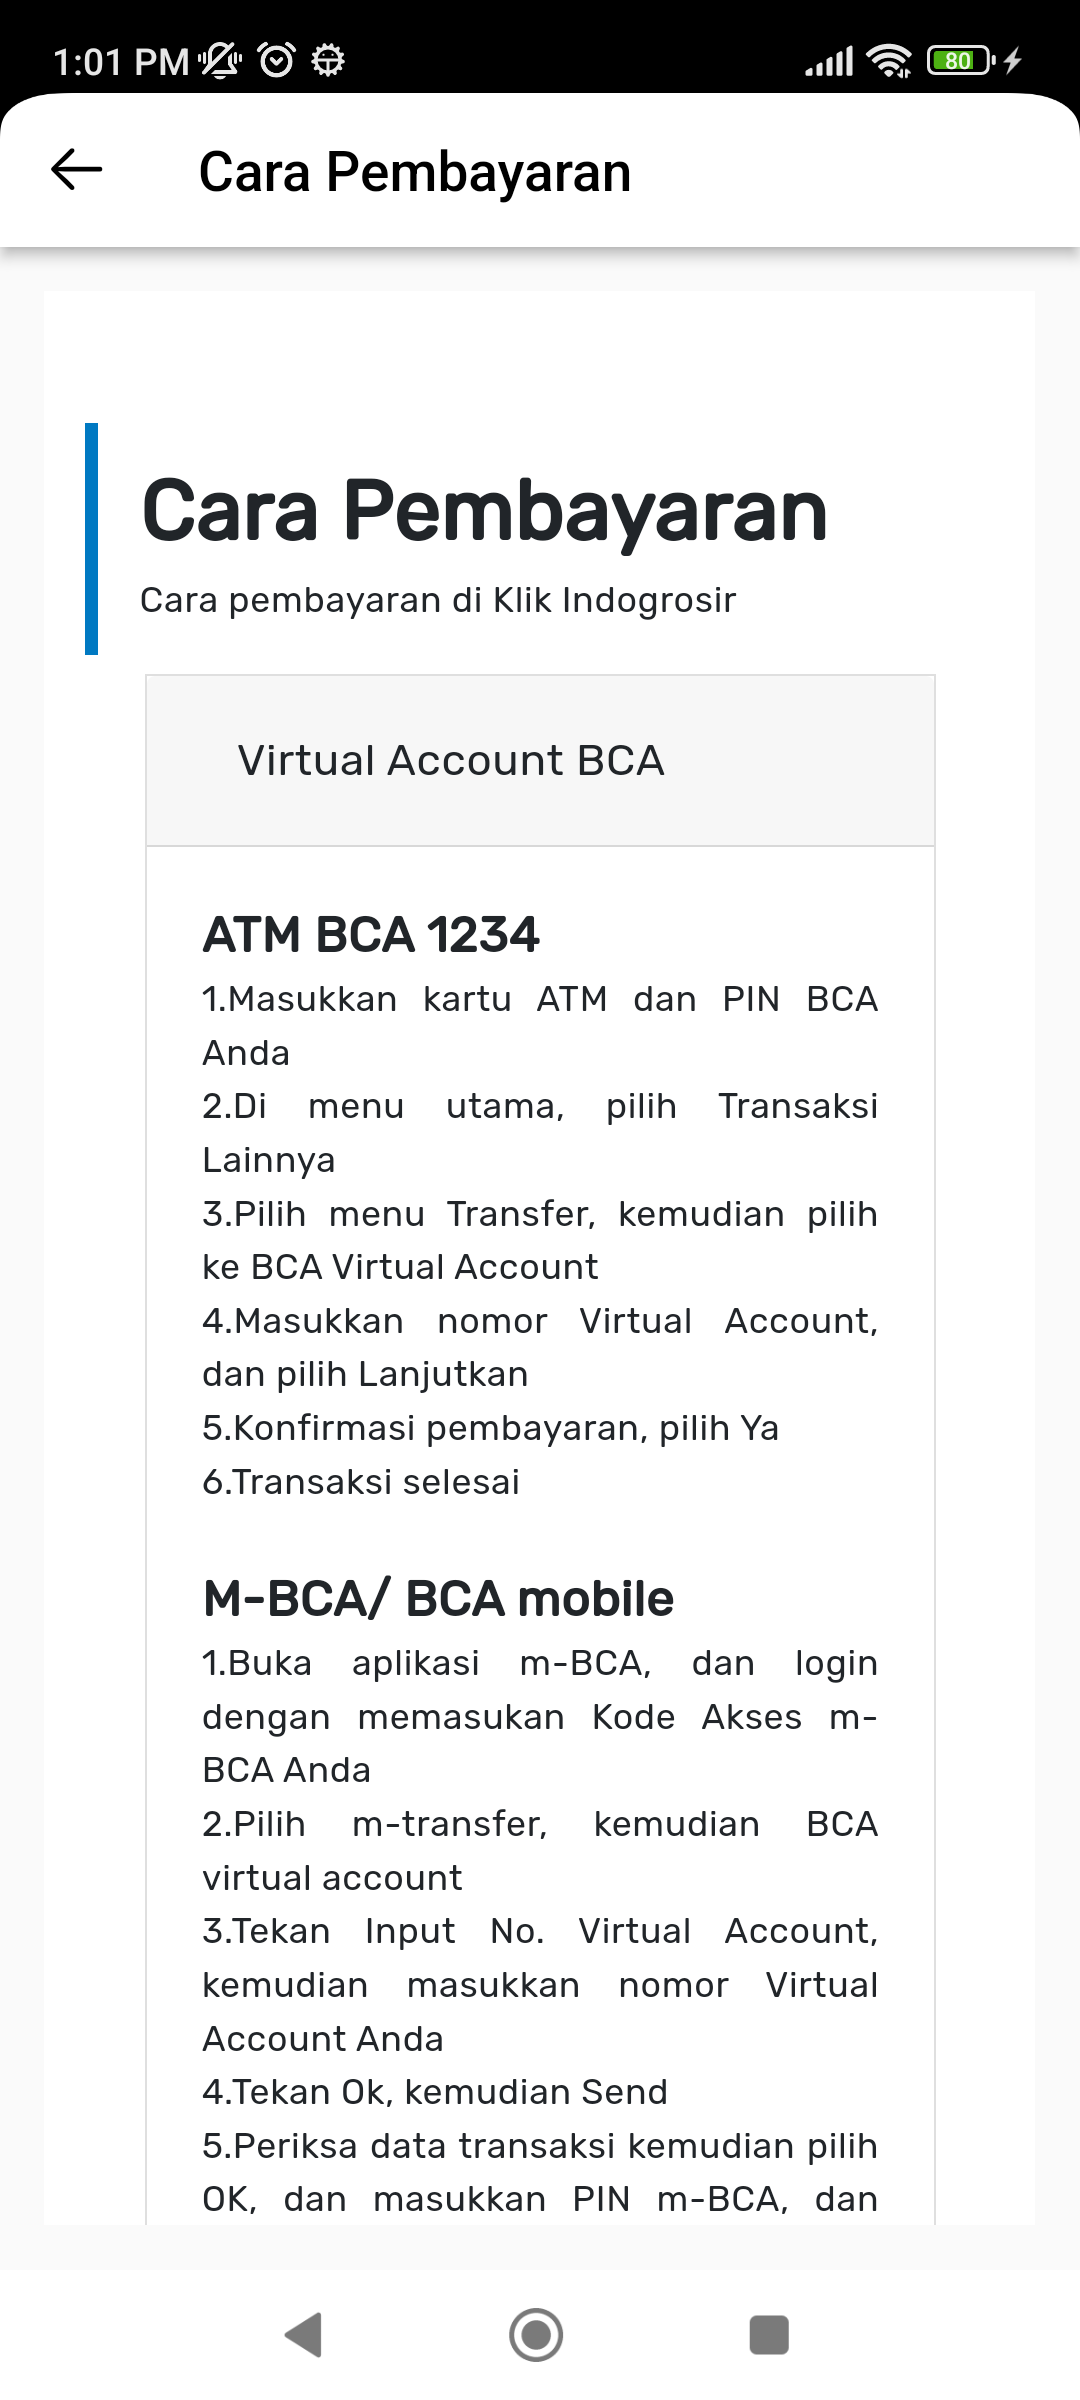 1:01 PM
80
Cara Pembayaran
Cara Pembayaran
Cara pembayaran di Klik Indogrosir
Virtual Account BCA
ATM BCA 1234
1.Masukkan kartu ATM dan PIN BCA
Anda
2.Di menu utama, pilih Transaksi
Lainnya
3.Pilih menu Transfer, kemudian pilih
ke BCA Virtual Account
4.Masukkan nomor Virtual Account,
dan pilih Lanjutkan
5.Konfirmasi pembayaran, pilih Ya
6.Transaksi selesai
M-BCA/ BCA mobile
1.Buka aplikasi m-BCA, dan login
dengan memasukan Kode Akses m-
BCA Anda
2.Pilih m-transfer, kemudian BCA
virtual account
3.Tekan Input No. Virtual Account,
kemudian masukkan nomor Virtual
Account Anda
4.Tekan Ok, kemudian Send
5.Periksa data transaksi kemudian pilih
OK, dan masukkan PIN m-BCA, dan